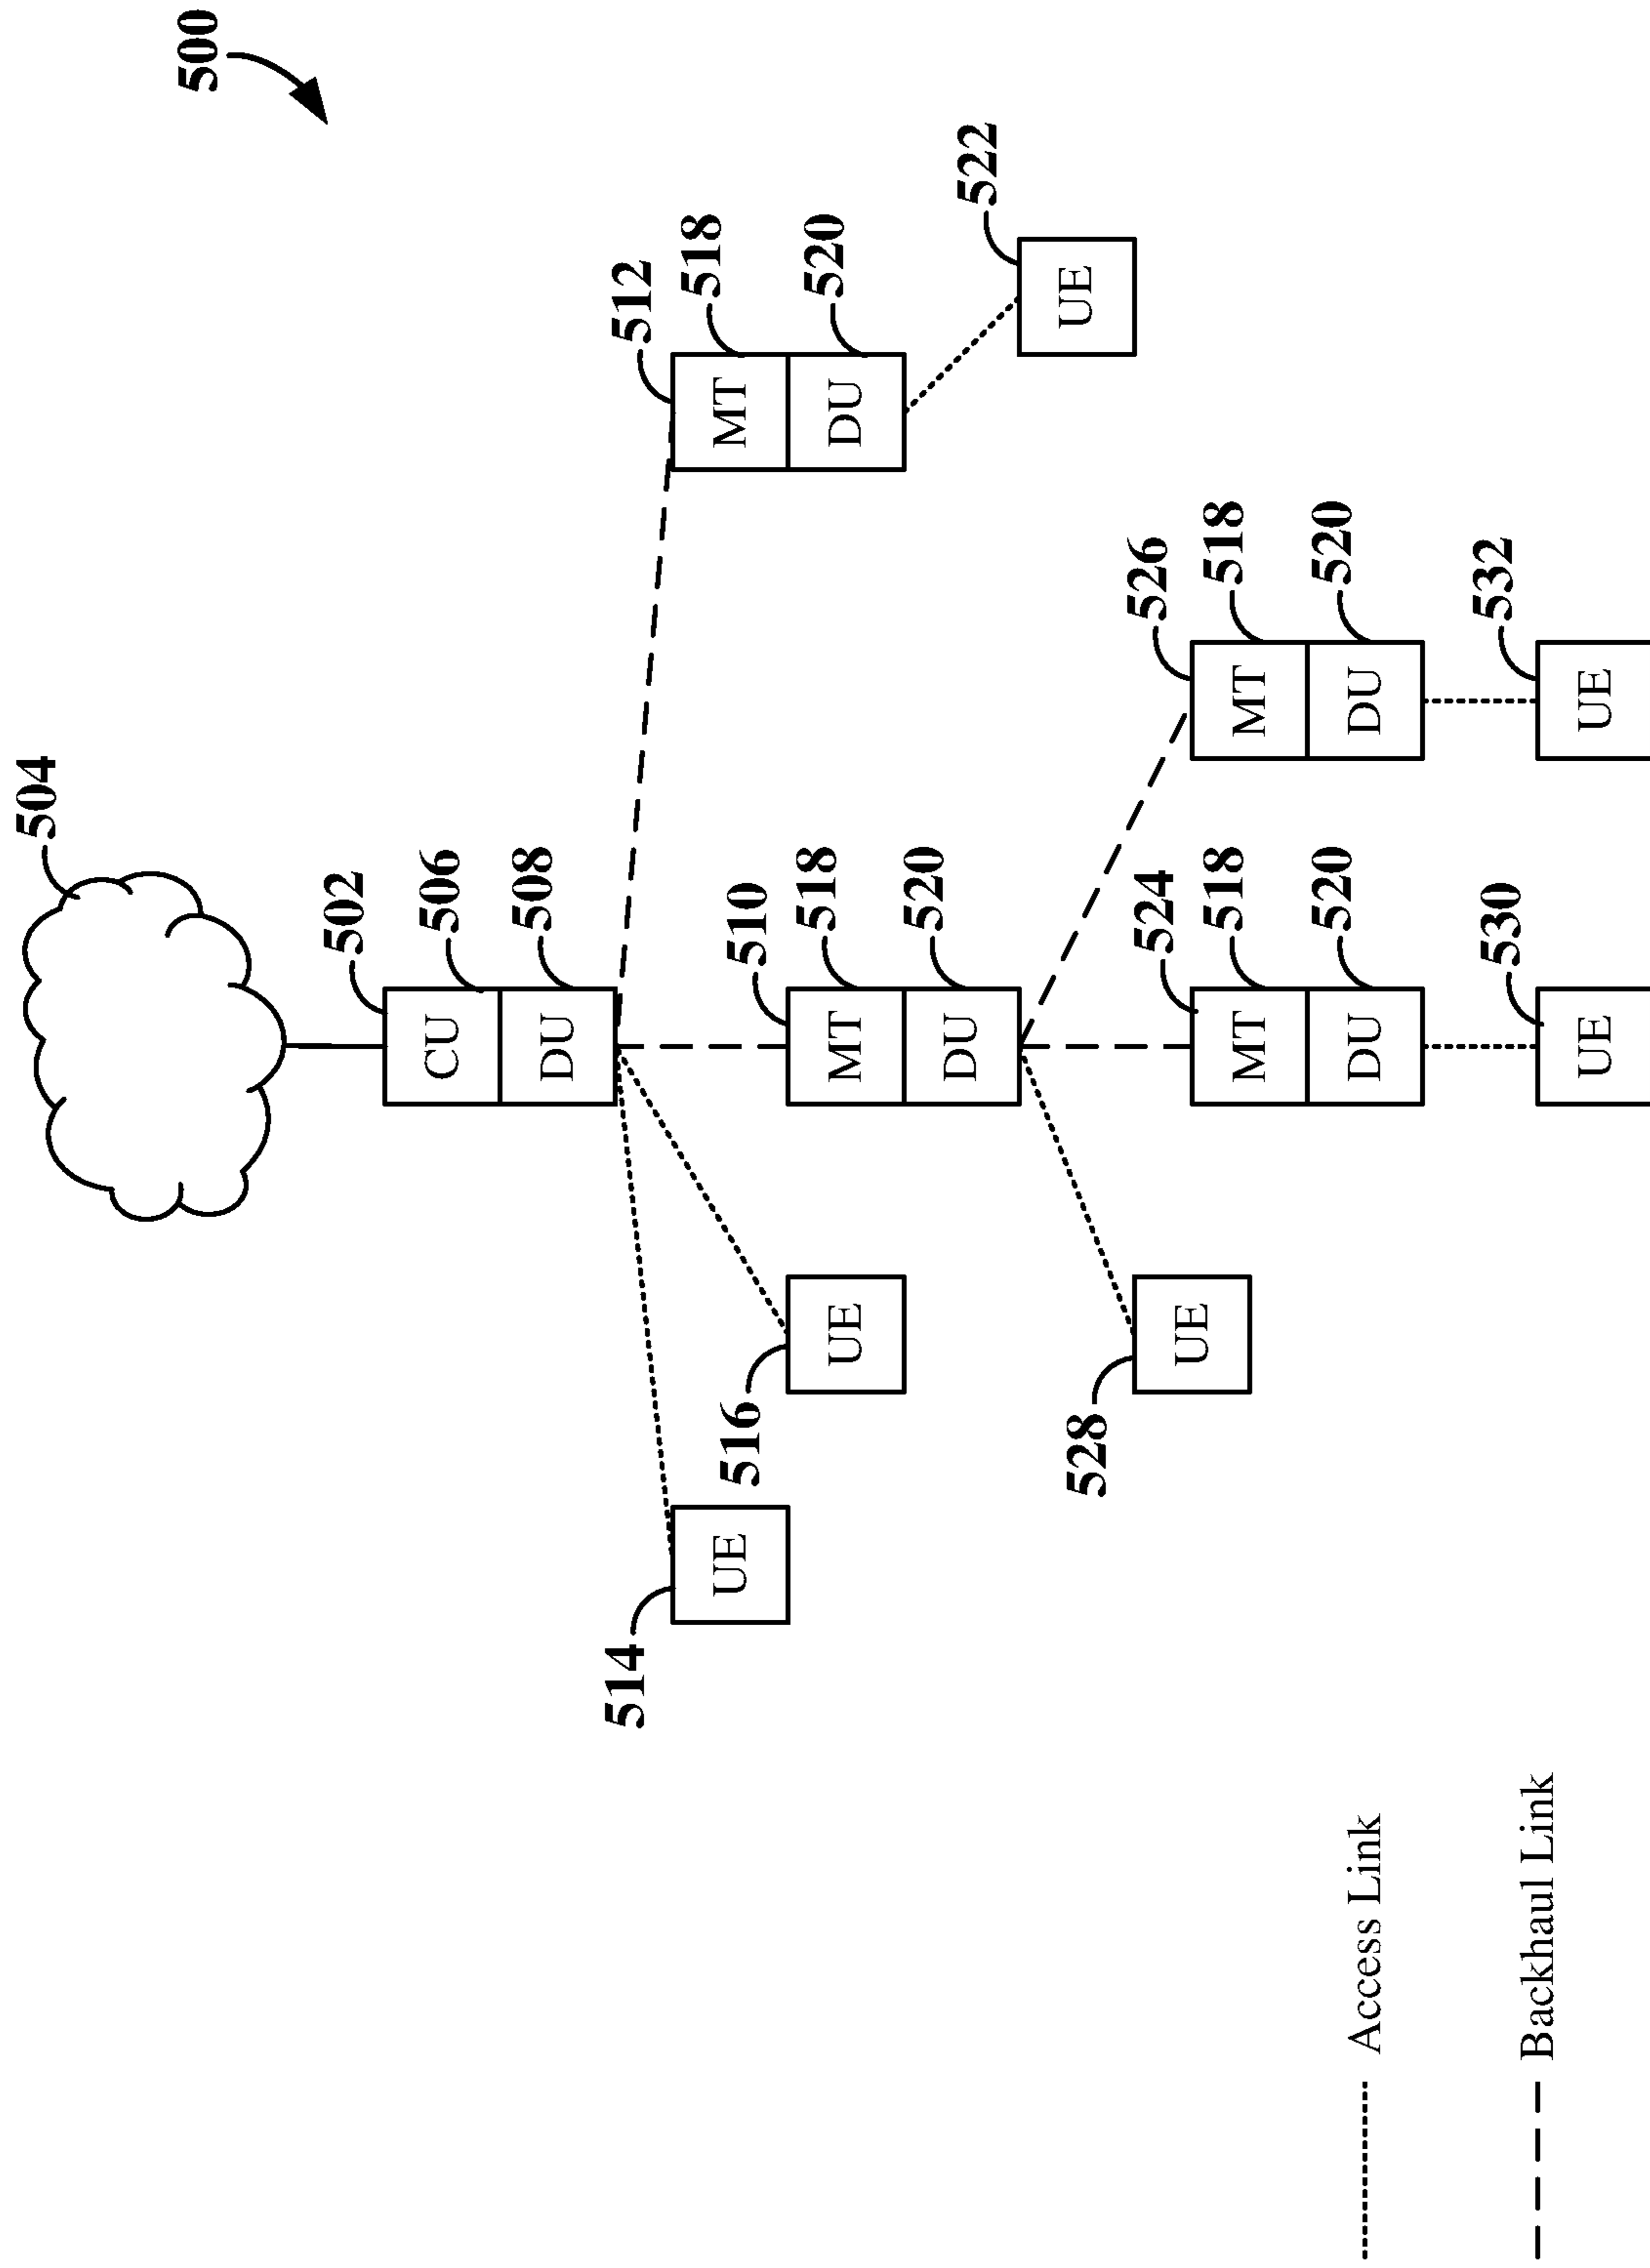 500
504
502
CU
506
DU
508
512
MT
518
DU
520
UE
522
514
UE
516
UE
510
MT
518
DU
520
528
UE
524
MT
518
DU
520
526
MT
518
DU
520
UE
530
UE
532
Access Link
Backhaul Link